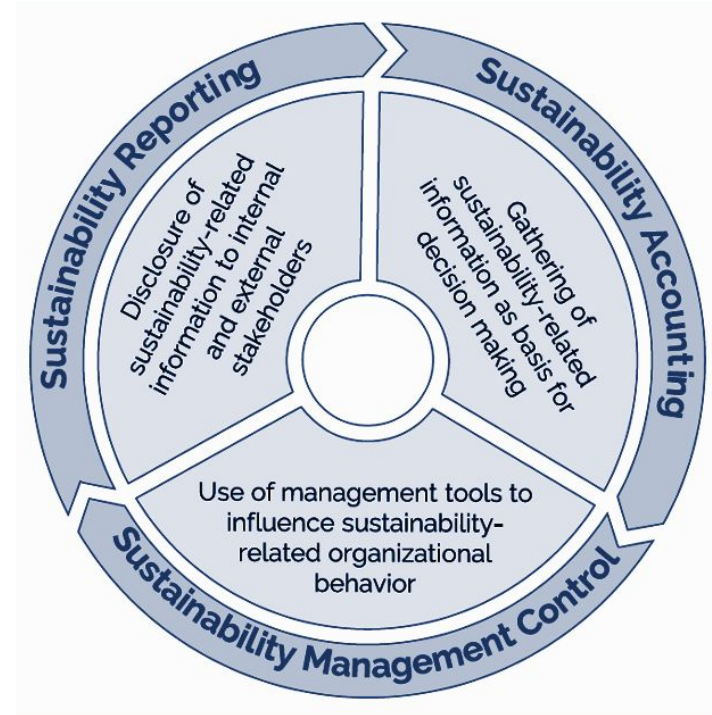 Sustainability Reporting
Disclosure of
sustainability-related
information to internal
and external
stakeholders
Sustainability Accounting
Gathering of
sustainability-related
information as basis for
decision making
Use of management tools to
influence sustainability-
related organizational
behavior
Sustainability Management Control